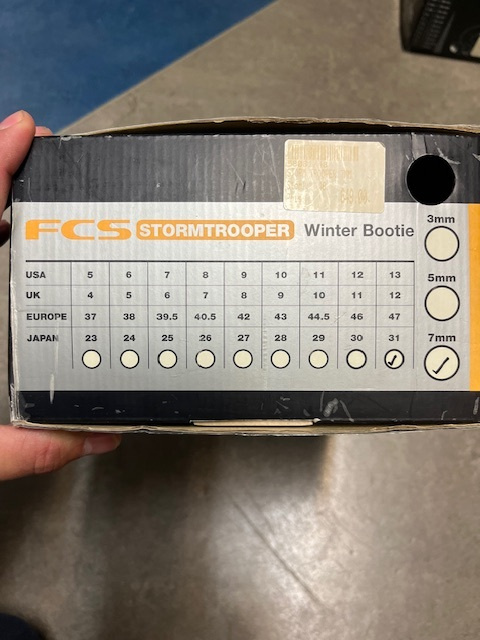 FCS STORMTROOPER Winter Bootie
USA 5 6 7 8 9 10 11 12 13
UK 4 5 6 7 8 9 10 11 12
EUROPE 37 38 39.5 40.5 42 43 44.5 46 47
JAPAN 23 24 25 26 27 28 29 30 31
3mm
5mm
7mm